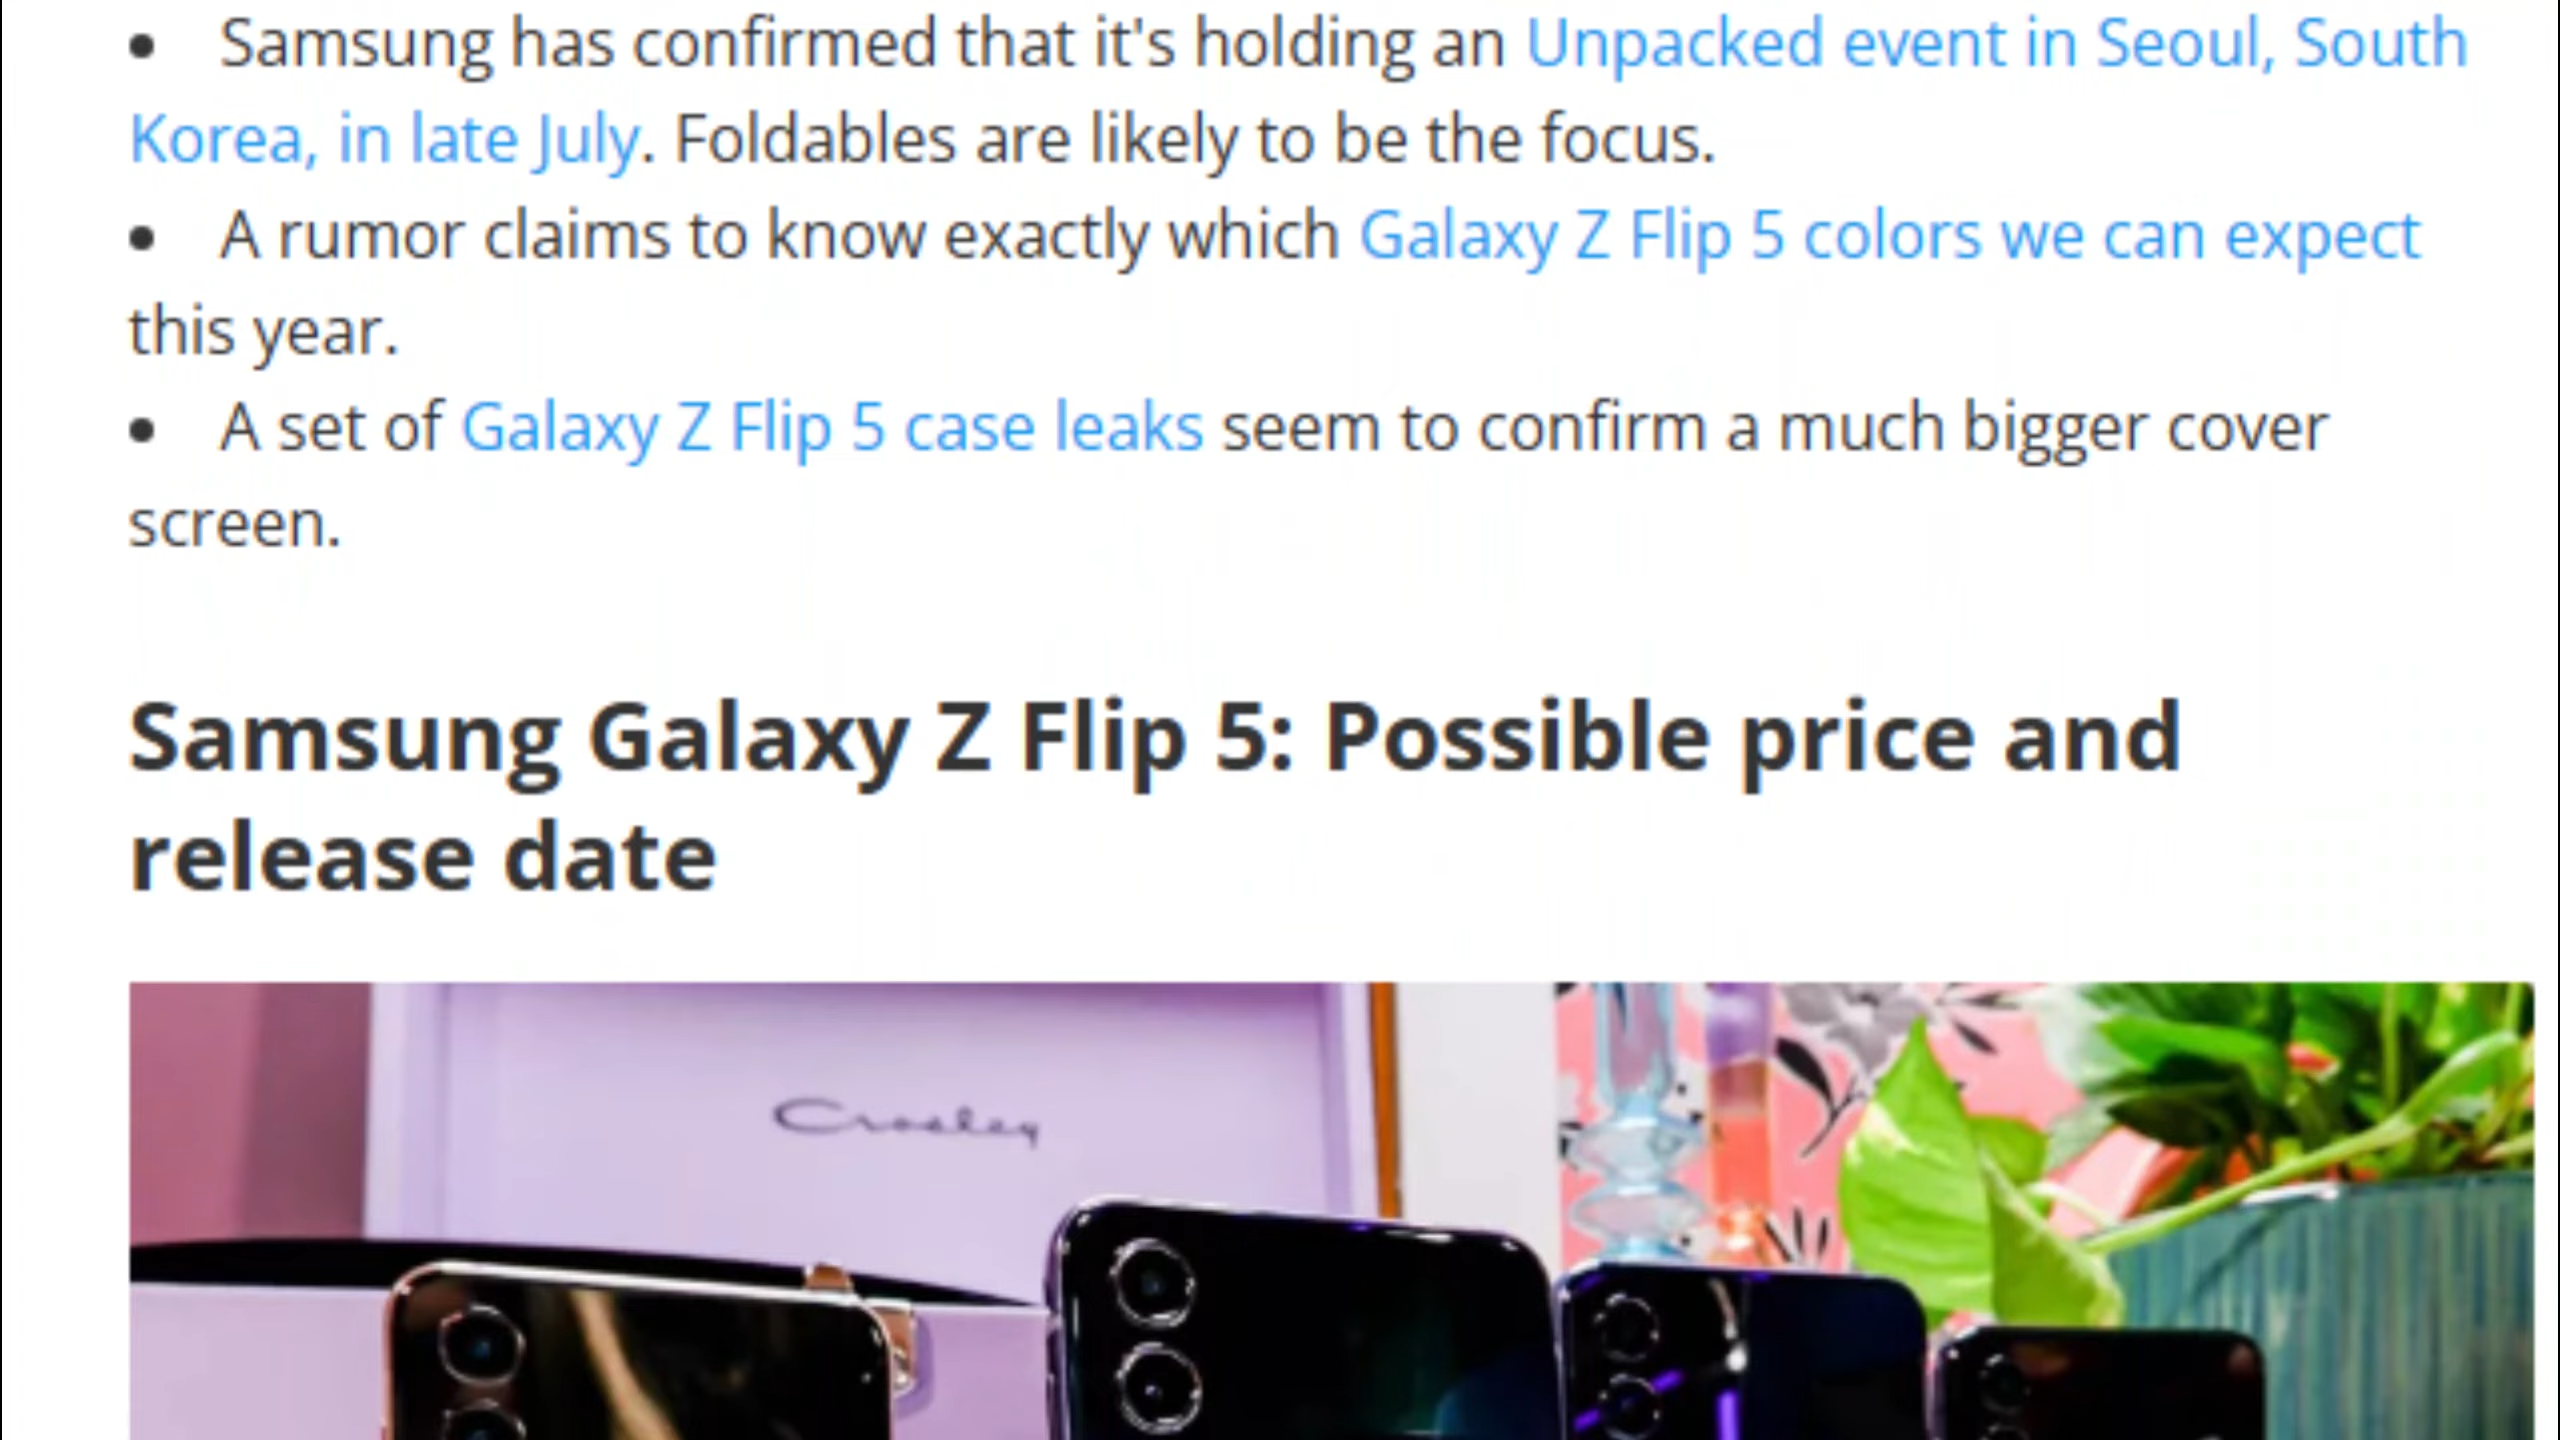 • Samsung has confirmed that it's holding an Unpacked event in Seoul, South
Korea, in late July. Foldables are likely to be the focus.
• A rumor claims to know exactly which Galaxy Z Flip 5 colors we can expect
this year.
• A set of Galaxy Z Flip 5 case leaks seem to confirm a much bigger cover
screen.
Samsung Galaxy Z Flip 5: Possible price and
release date
Crosley